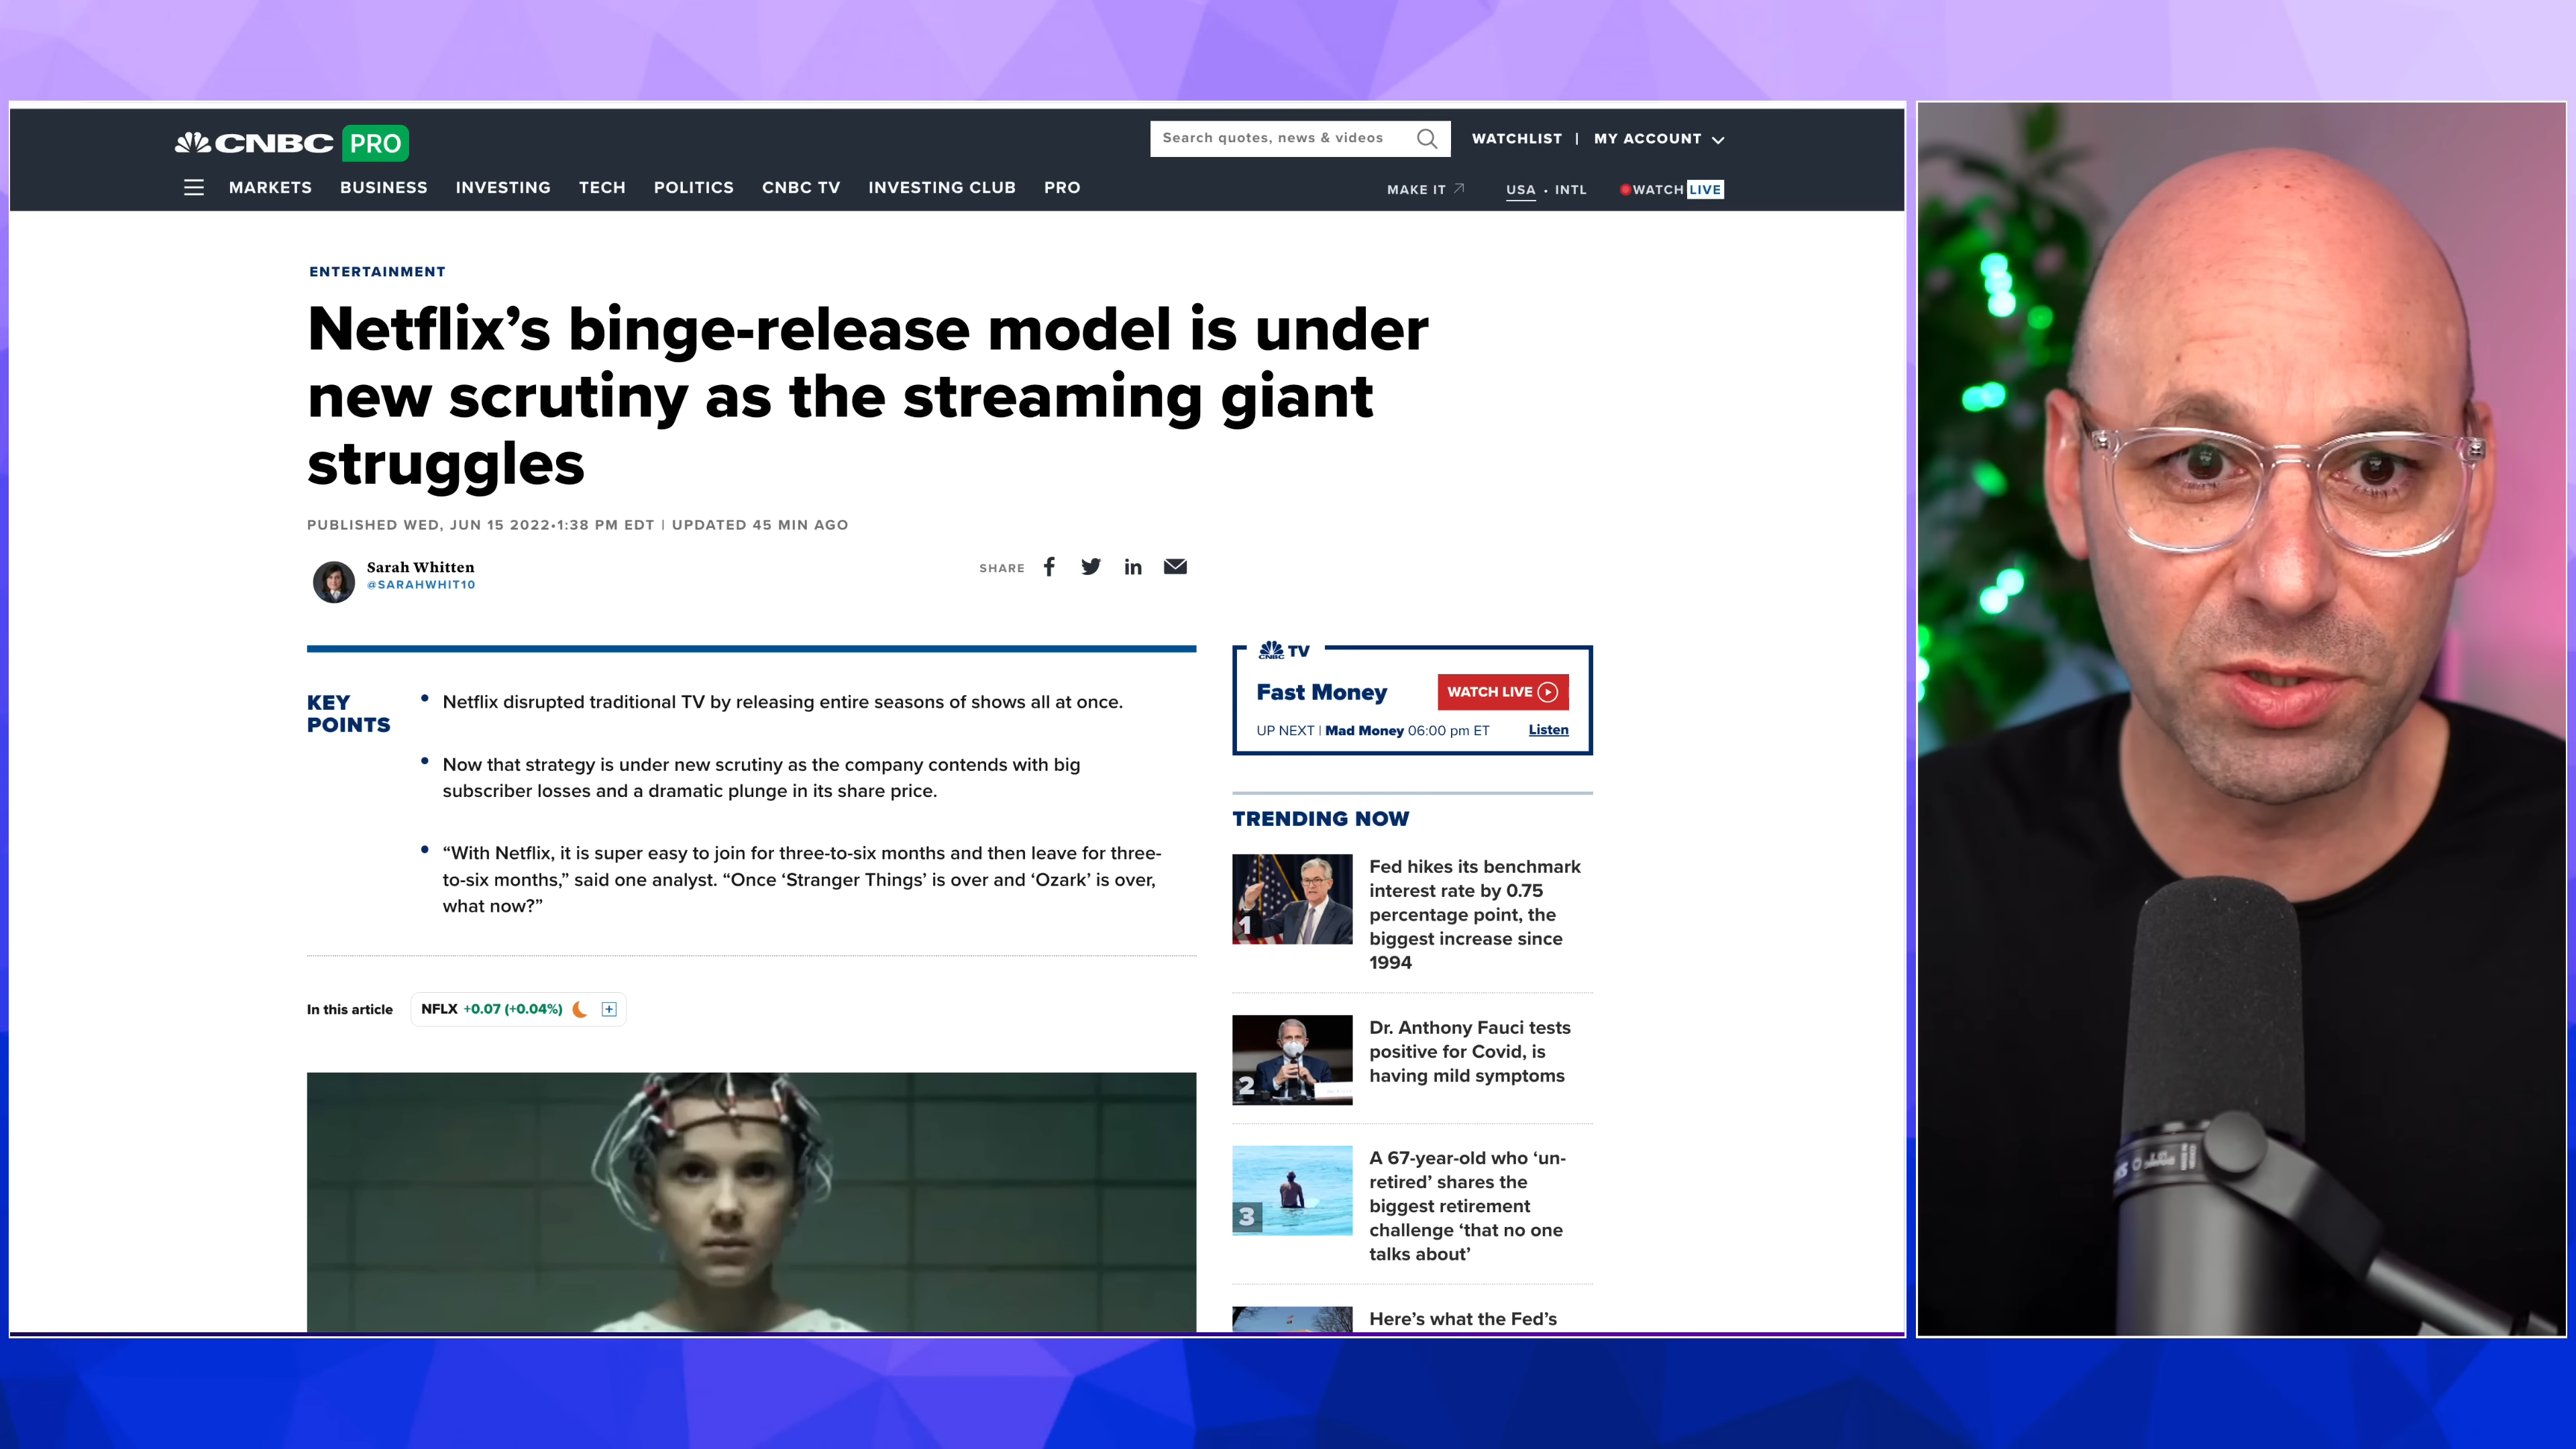 CNBC PRO
Search quotes, news & videos
WATCHLIST | MY ACCOUNT
MARKETS BUSINESS INVESTING TECH POLITICS CNBC TV INVESTING CLUB PRO
MAKE IT USA • INTL WATCH LIVE
ENTERTAINMENT
Netflix’s binge-release model is under
new scrutiny as the streaming giant
struggles
PUBLISHED WED, JUN 15 2022•1:38 PM EDT | UPDATED 45 MIN AGO
Sarah Whitten
@SARAHWHIT10
SHARE
KEY
POINTS
• Netflix disrupted traditional TV by releasing entire seasons of shows all at once.
• Now that strategy is under new scrutiny as the company contends with big
subscriber losses and a dramatic plunge in its share price.
• “With Netflix, it is super easy to join for three-to-six months and then leave for three-
to-six months,” said one analyst. “Once ‘Stranger Things’ is over and ‘Ozark’ is over,
what now?”
In this article NFLX +0.07 (+0.04%)
CNBC TV
Fast Money WATCH LIVE
UP NEXT | Mad Money 06:00 pm ET Listen
TRENDING NOW
1
Fed hikes its benchmark
interest rate by 0.75
percentage point, the
biggest increase since
1994
2
Dr. Anthony Fauci tests
positive for Covid, is
having mild symptoms
3
A 67-year-old who ‘un-
retired’ shares the
biggest retirement
challenge ‘that no one
talks about’
Here’s what the Fed’s